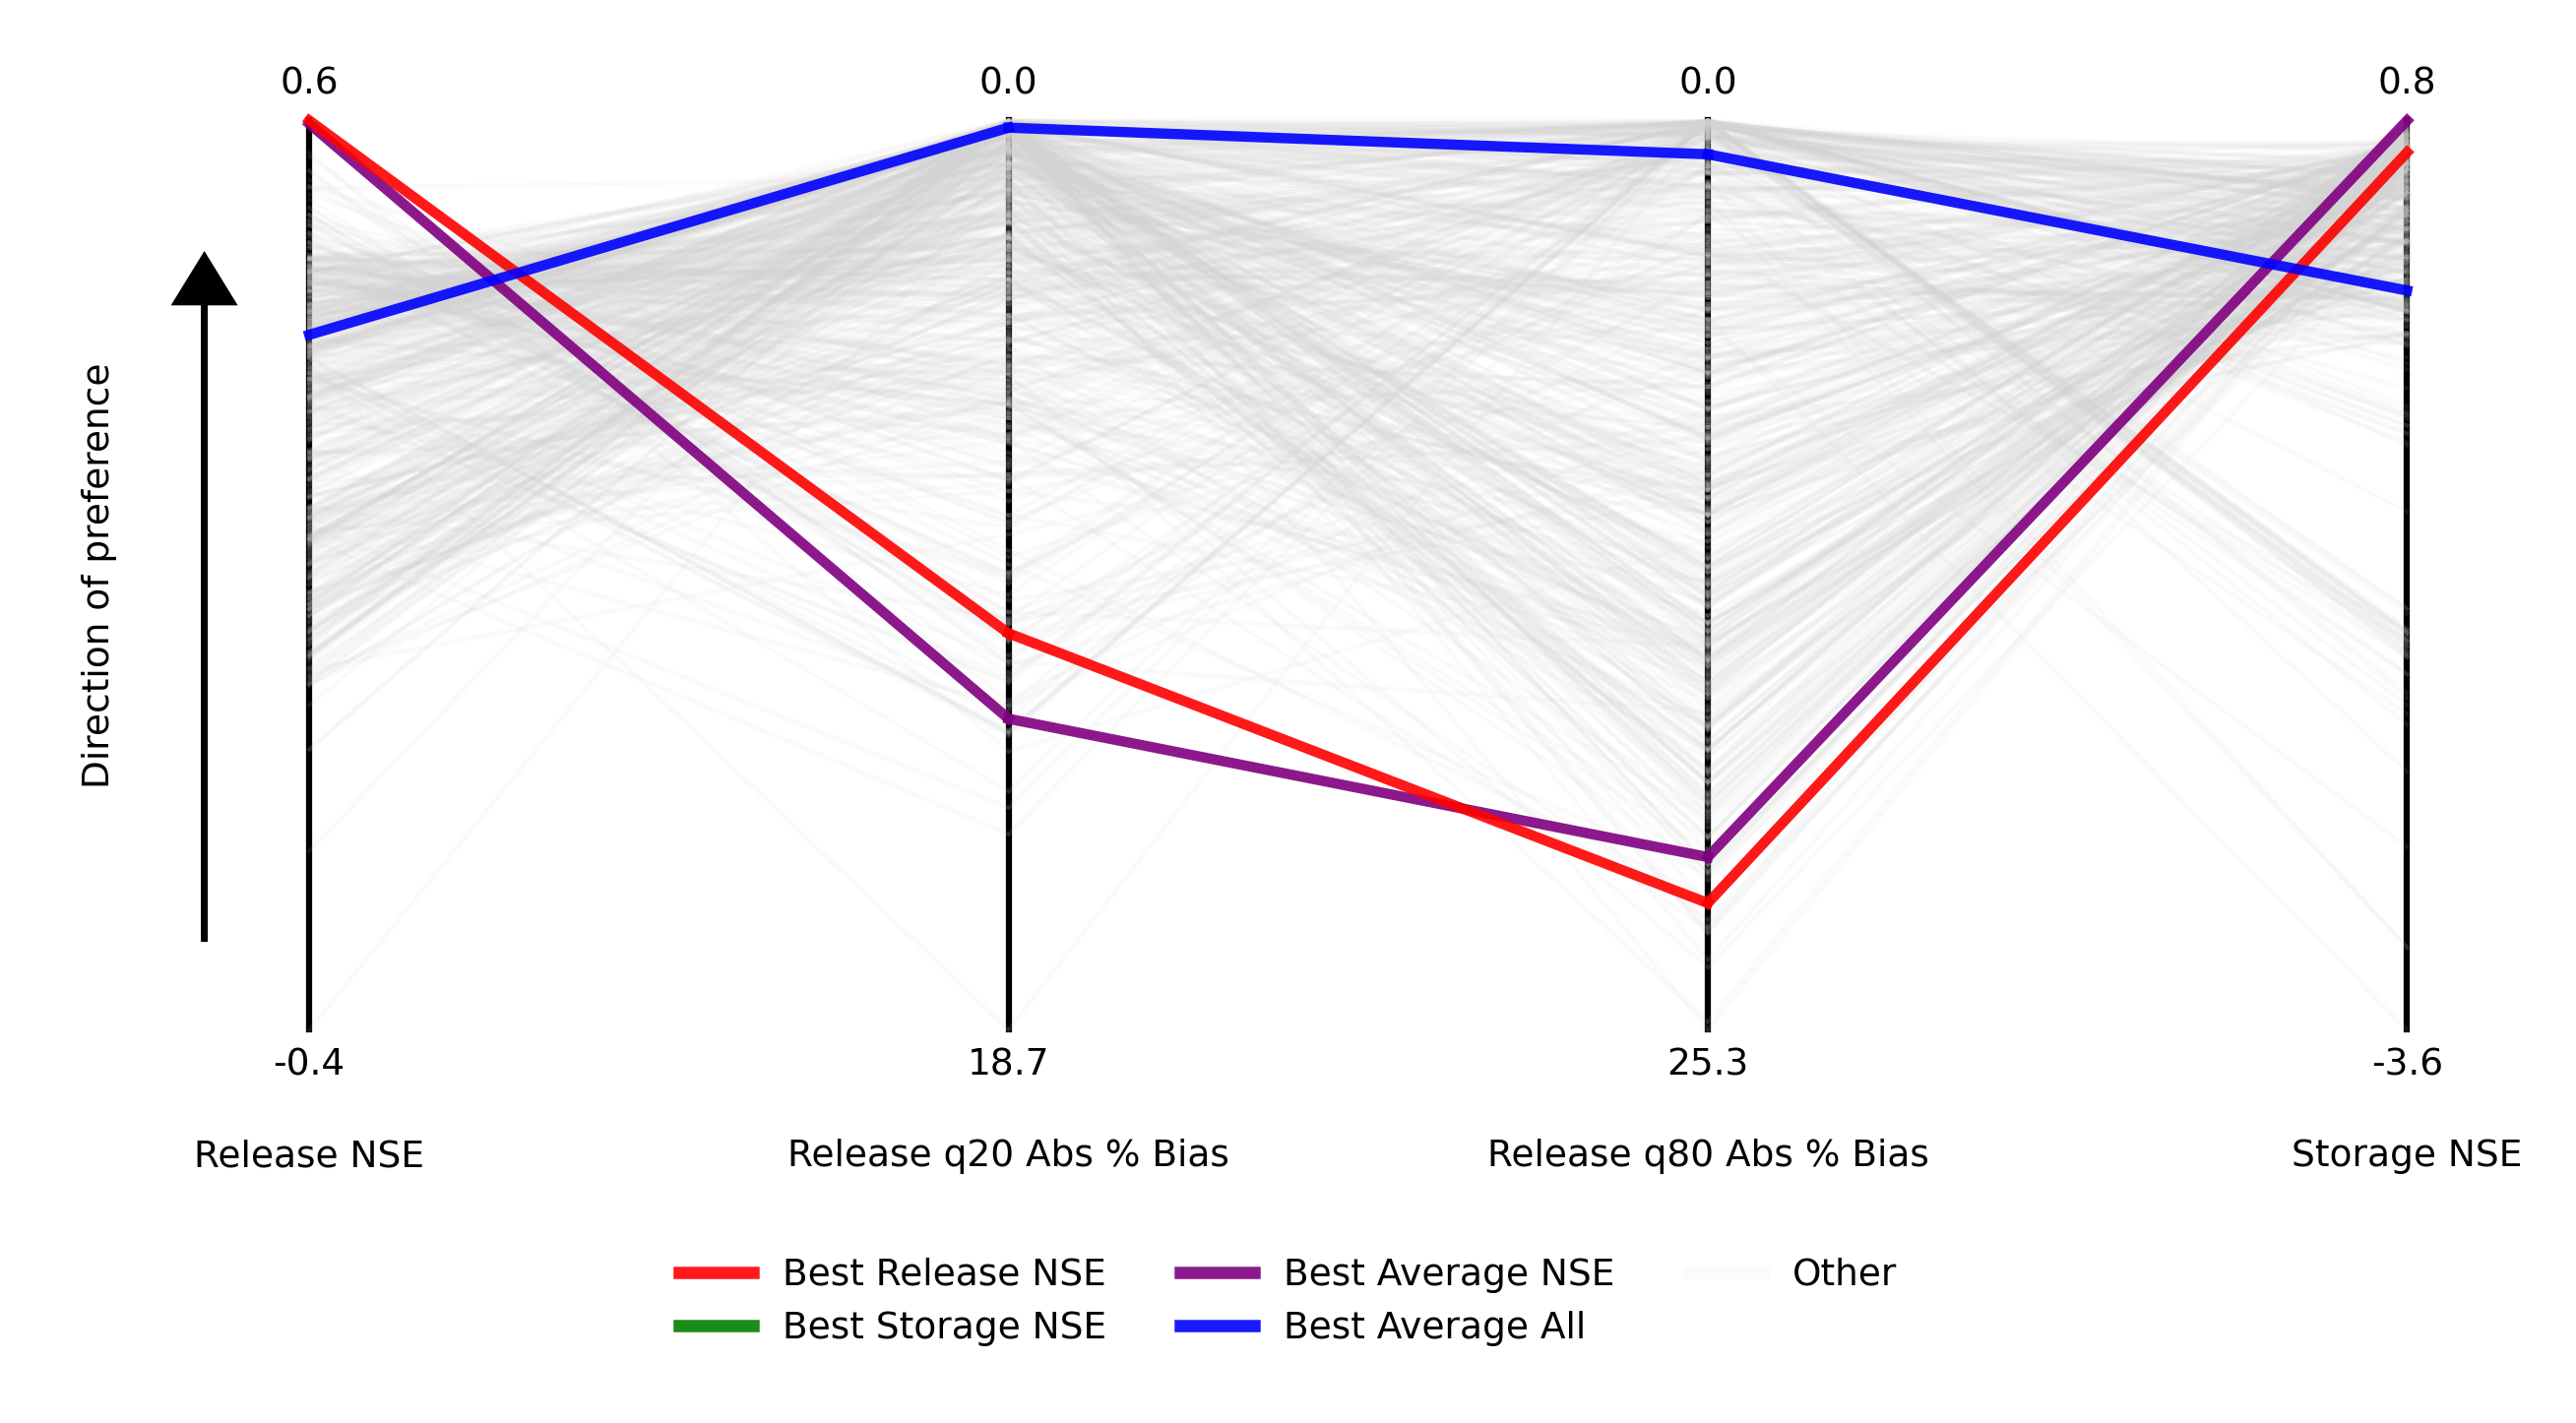 0.6
0.0
0.0
0.8
Direction of preference
-0.4
18.7
25.3
-3.6
Release NSE
Release q20 Abs % Bias
Release q80 Abs % Bias
Storage NSE
Best Release NSE
Best Average NSE
Other
Best Storage NSE
Best Average All